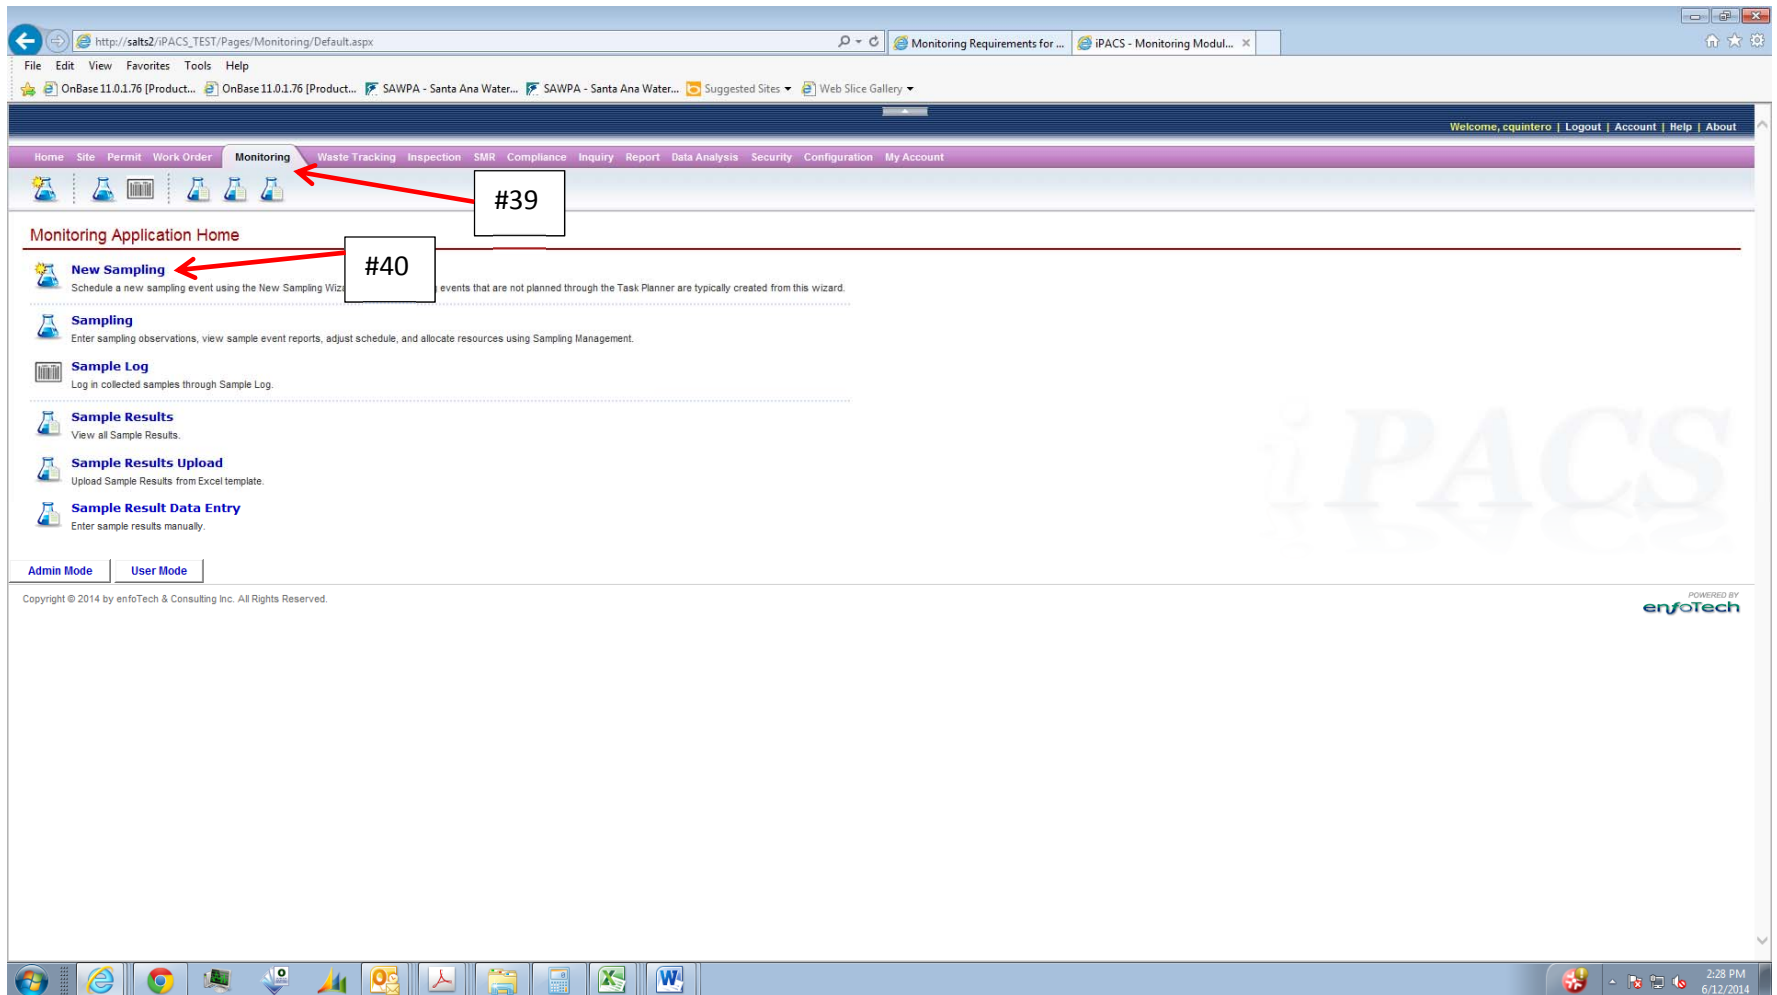 http://salts2/iPACS_TEST/Pages/Monitoring/Default.aspx
Monitoring Requirements for ...
iPACS - Monitoring Modul...
File Edit View Favorites Tools Help
OnBase 11.0.1.76 [Product... OnBase 11.0.1.76 [Product... SAWPA - Santa Ana Water... SAWPA - Santa Ana Water... Suggested Sites Web Slice Gallery
Welcome, cquintero | Logout | Account | Help | About
Home Site Permit Work Order Monitoring Waste Tracking Inspection SMR Compliance Inquiry Report Data Analysis Security Configuration My Account
#39
Monitoring Application Home
#40
New Sampling
Schedule a new sampling event using the New Sampling Wiz events that are not planned through the Task Planner are typically created from this wizard.
Sampling
Enter sampling observations, view sample event reports, adjust schedule, and allocate resources using Sampling Management.
Sample Log
Log in collected samples through Sample Log.
Sample Results
View all Sample Results.
Sample Results Upload
Upload Sample Results from Excel template.
Sample Result Data Entry
Enter sample results manually.
iPACS
Admin Mode User Mode
Copyright © 2014 by enfoTech & Consulting Inc. All Rights Reserved.
POWERED BY
enfoTech
2:28 PM
6/12/2014